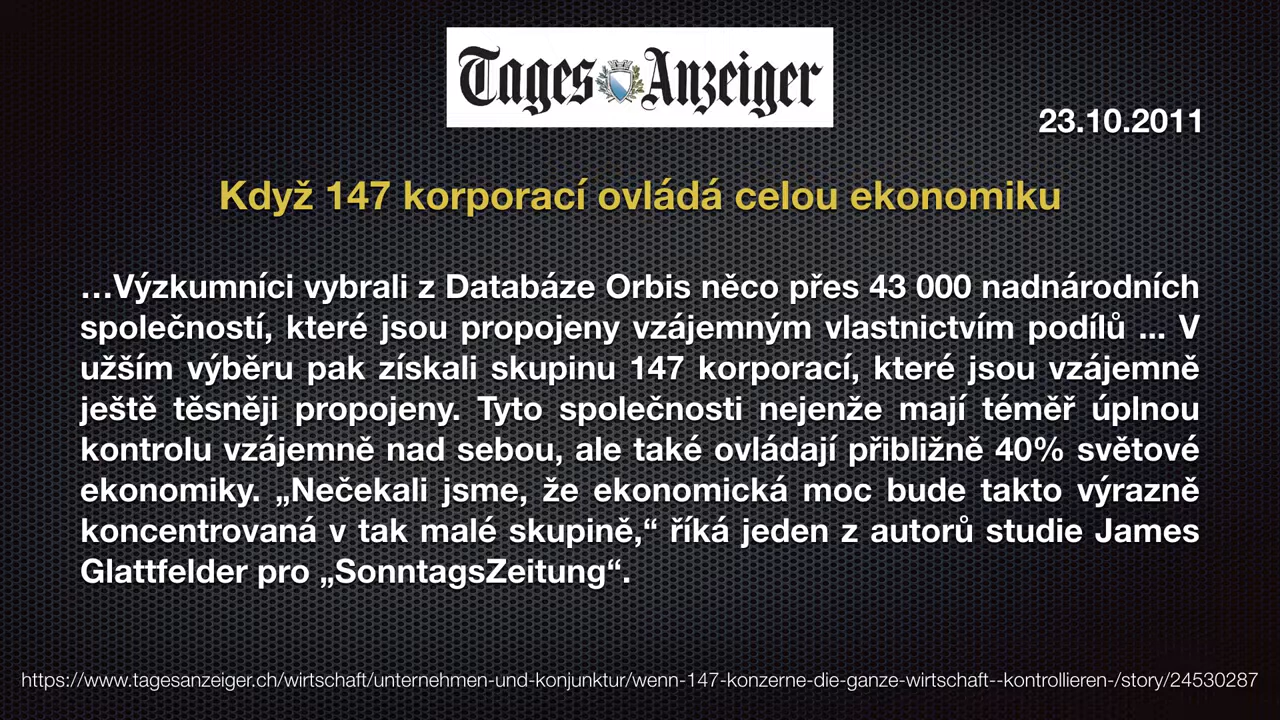 Tages Anzeiger
23.10.2011
Když 147 korporací ovládá celou ekonomiku
…Výzkumníci vybrali z Databáze Orbis něco přes 43 000 nadnárodních
společností, které jsou propojeny vzájemným vlastnictvím podílů ... V
užším výběru pak získali skupinu 147 korporací, které jsou vzájemně
ještě těsněji propojeny. Tyto společnosti nejenže mají téměř úplnou
kontrolu vzájemně nad sebou, ale také ovládají přibližně 40% světové
ekonomiky. „Nečekali jsme, že ekonomická moc bude takto výrazně
koncentrovaná v tak malé skupině,“ říká jeden z autorů studie James
Glattfelder pro „SonntagsZeitung“.
https://www.tagesanzeiger.ch/wirtschaft/unternehmen-und-konjunktur/wenn-147-konzerne-die-ganze-wirtschaft--kontrollieren-/story/24530287